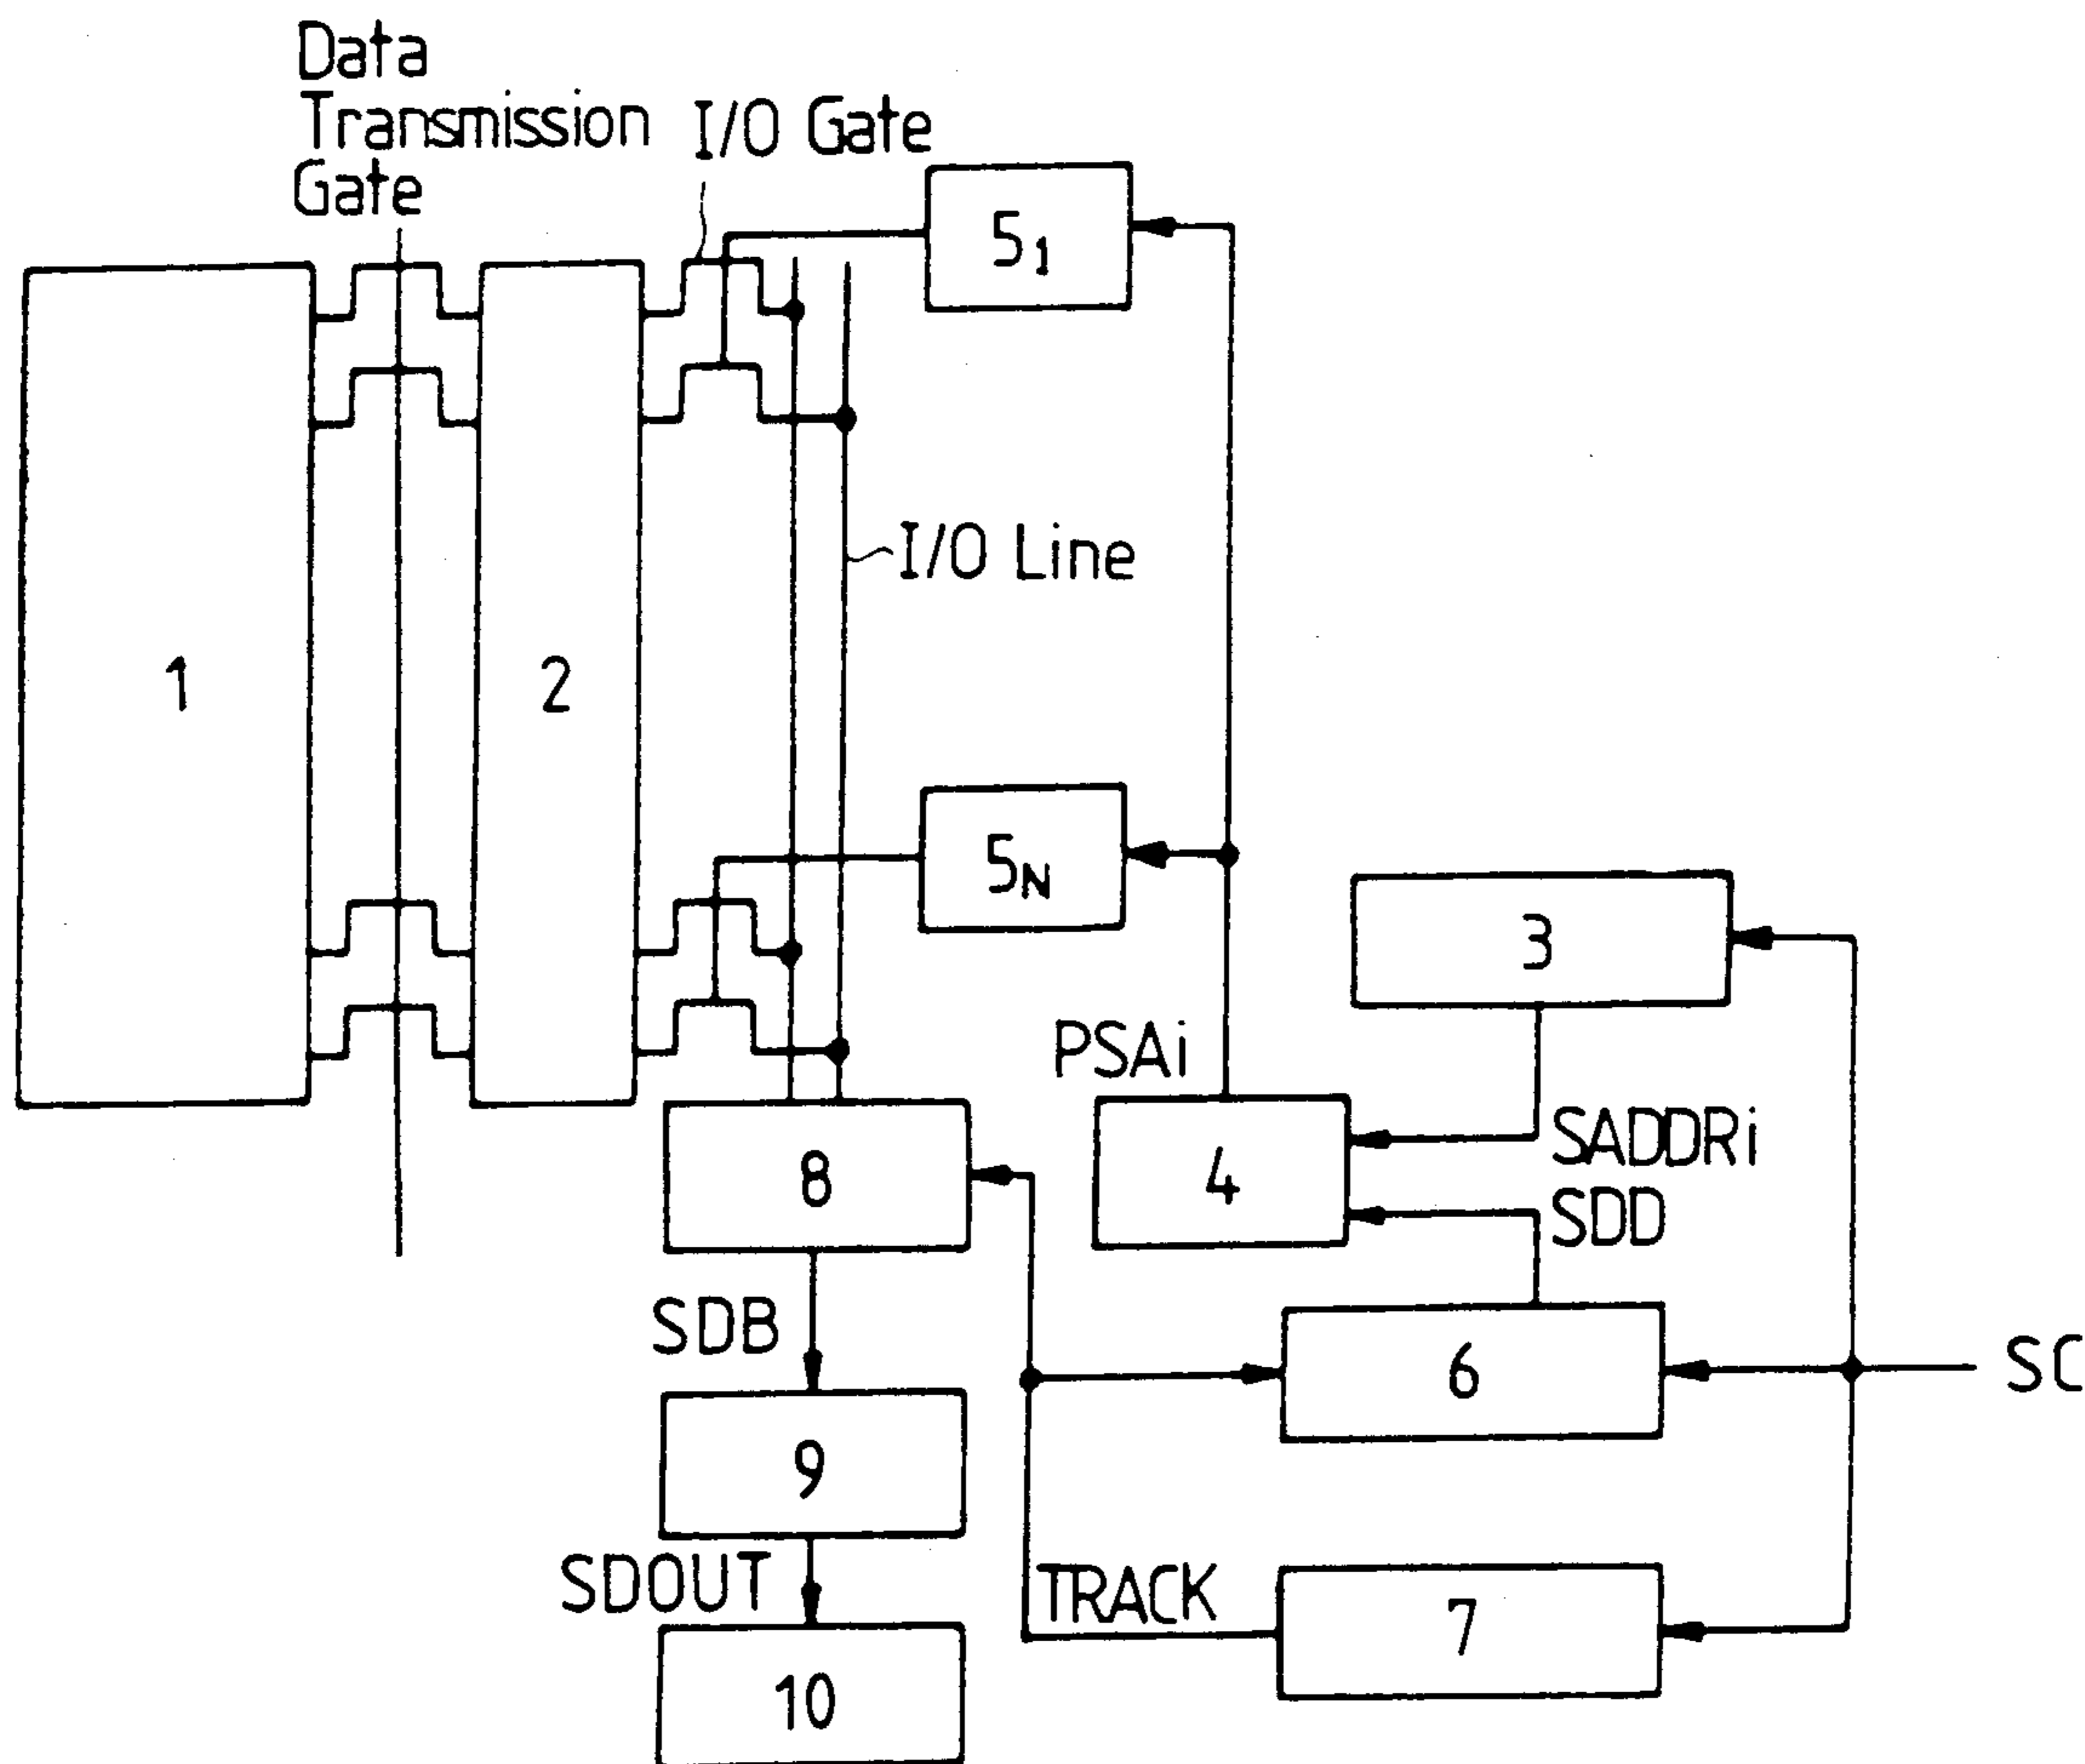 Data
Transmission
Gate
I/O Gate
5₁
I/O Line
1
2
5N
3
PSAi
SADDRi
4
8
SDD
SDB
6
SC
9
SDOUT
TRACK
7
10